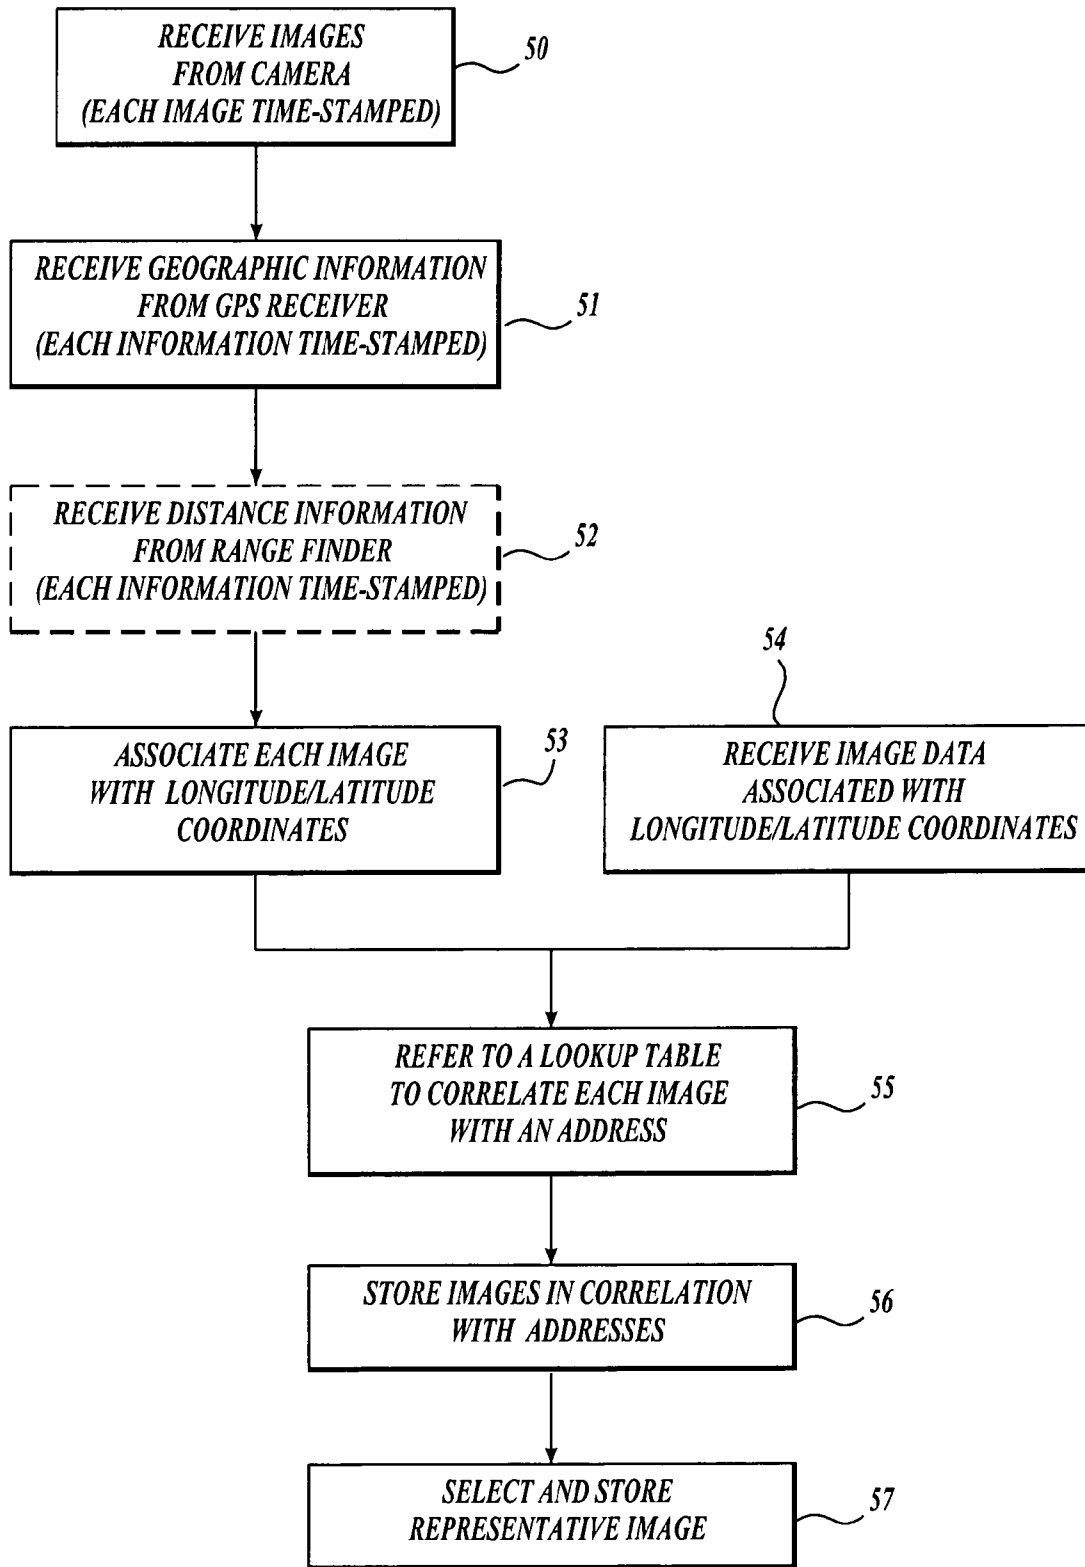 RECEIVE IMAGES
FROM CAMERA
(EACH IMAGE TIME-STAMPED)
50
RECEIVE GEOGRAPHIC INFORMATION
FROM GPS RECEIVER
(EACH INFORMATION TIME-STAMPED)
51
RECEIVE DISTANCE INFORMATION
FROM RANGE FINDER
(EACH INFORMATION TIME-STAMPED)
52
ASSOCIATE EACH IMAGE
WITH LONGITUDE/LATITUDE
COORDINATES
53
54
RECEIVE IMAGE DATA
ASSOCIATED WITH
LONGITUDE/LATITUDE COORDINATES
REFER TO A LOOKUP TABLE
TO CORRELATE EACH IMAGE
WITH AN ADDRESS
55
STORE IMAGES IN CORRELATION
WITH ADDRESSES
56
SELECT AND STORE
REPRESENTATIVE IMAGE
57